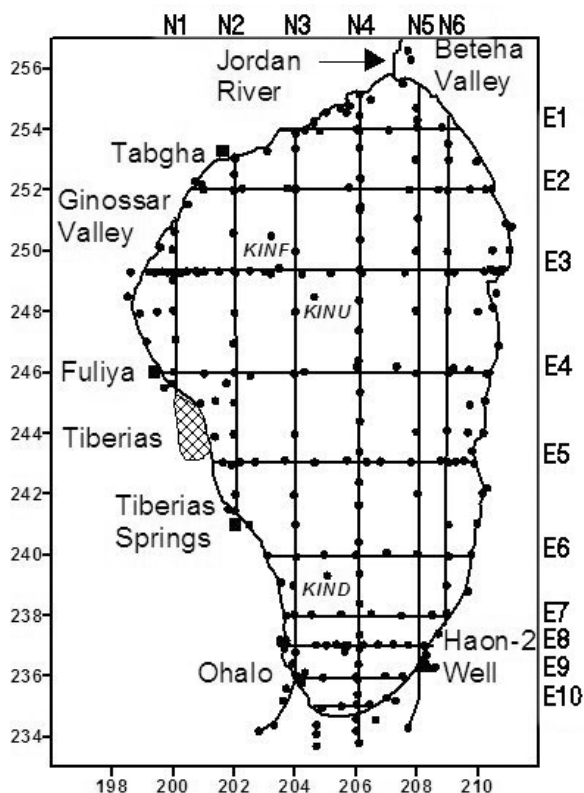 N1 N2 N3 N4 N5 N6
256
Jordan
River
Beteha
Valley
E1
254
Tabgha
E2
252
Ginossar
Valley
KINF
250
E3
KINU
248
E4
Fuliya
246
Tiberias
244
E5
242
Tiberias
Springs
E6
240
KIND
E7
238
E8
Haon-2
Well
Ohalo
E9
236
E10
234
198 200 202 204 206 208 210